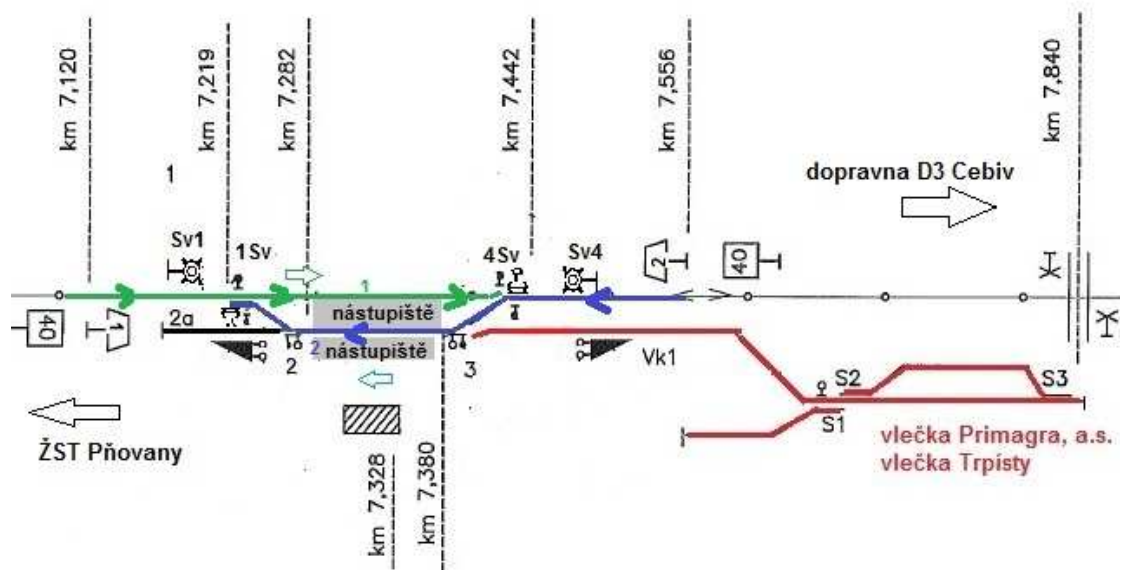 km 7,120
km 7,219
km 7,282
km 7,442
km 7,556
km 7,840
1
dopravna D3 Cebiv
Sv1
1Sv
4Sv
Sv4
2
40
1
nástupiště
40
1
2a
2
nástupiště
2
3
Vk1
S2
S3
S1
ŽST Pňovany
vlečka Primagra, a.s.
vlečka Trpísty
km 7,328
km 7,380